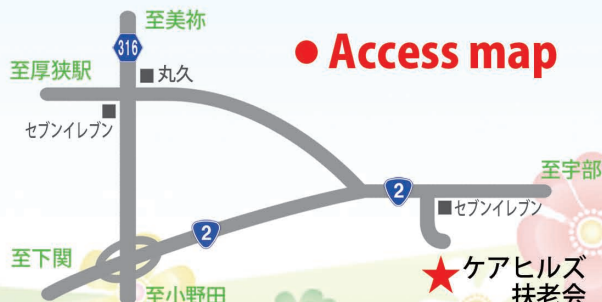 至美祢
316
● Access map
至厚狭駅
■丸久
■
セブンイレブン
至宇部
2
■セブンイレブン
2
至下関
★ケアヒルズ
扶老会
至小野田